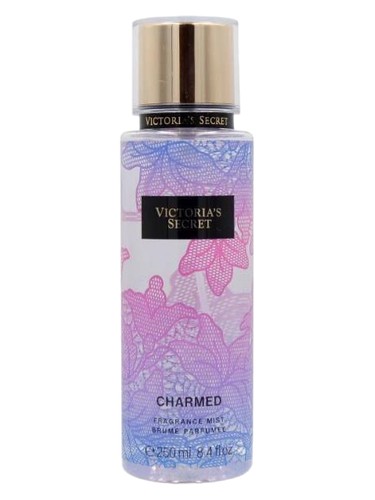 VICTORIA'S SECRET
VICTORIA'S
SECRET
CHARMED
FRAGRANCE MIST
BRUME PARFUMÉE
℮ 250 ml 8.4 fl oz